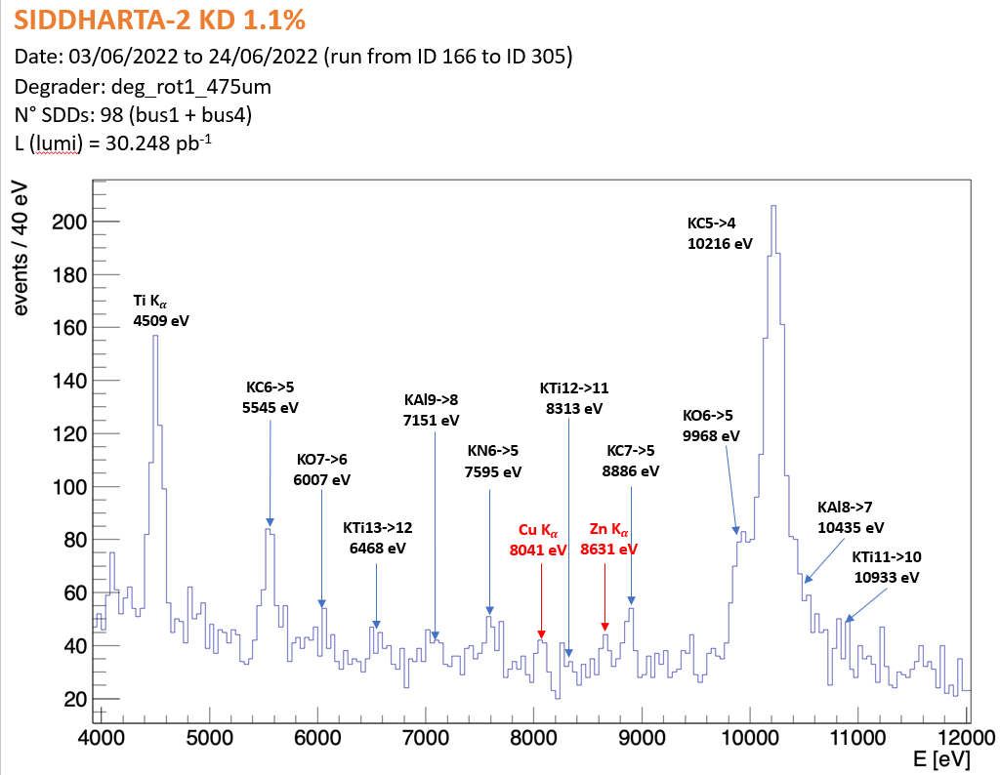 SIDDHARTA-2 KD 1.1%
Date: 03/06/2022 to 24/06/2022 (run from ID 166 to ID 305)
Degrader: deg_rot1_475um
N° SDDs: 98 (bus1 + bus4)
L (lumi) = 30.248 pb⁻¹
events / 40 eV
200
180
160
140
120
100
80
60
40
20
Ti Kα
4509 eV
KC6->5
5545 eV
KO7->6
6007 eV
KTi13->12
6468 eV
KAl9->8
7151 eV
KN6->5
7595 eV
Cu Kα
8041 eV
KTi12->11
8313 eV
Zn Kα
8631 eV
KC7->5
8886 eV
KO6->5
9968 eV
KC5->4
10216 eV
KAl8->7
10435 eV
KTi11->10
10933 eV
4000 5000 6000 7000 8000 9000 10000 11000 12000
E [eV]